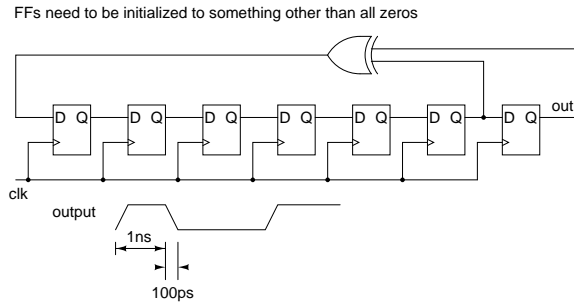 FFs need to be initialized to something other than all zeros
D Q D Q D Q D Q D Q D Q D Q out
clk
output
1ns
100ps